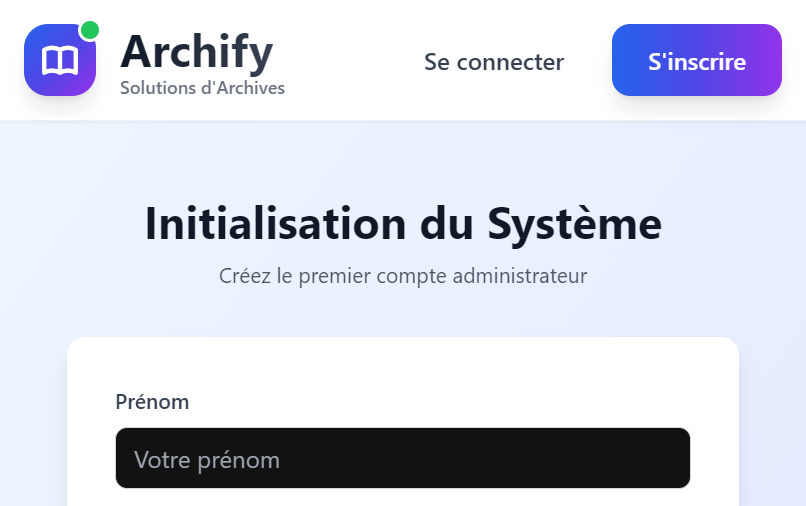 Archify
Solutions d'Archives
Se connecter
S'inscrire
Initialisation du Système
Créez le premier compte administrateur
Prénom
Votre prénom